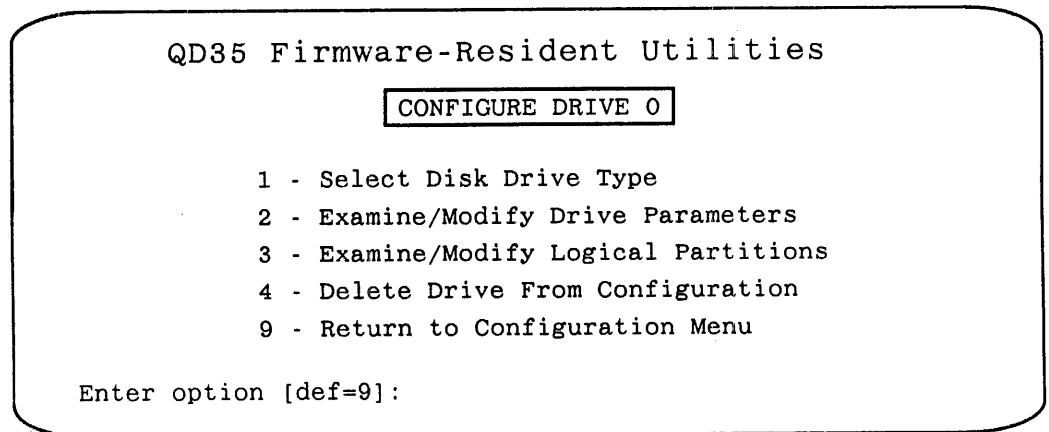 QD35 Firmware-Resident Utilities
CONFIGURE DRIVE 0
1 - Select Disk Drive Type
2 - Examine/Modify Drive Parameters
3 - Examine/Modify Logical Partitions
4 - Delete Drive From Configuration
9 - Return to Configuration Menu
Enter option [def=9]: